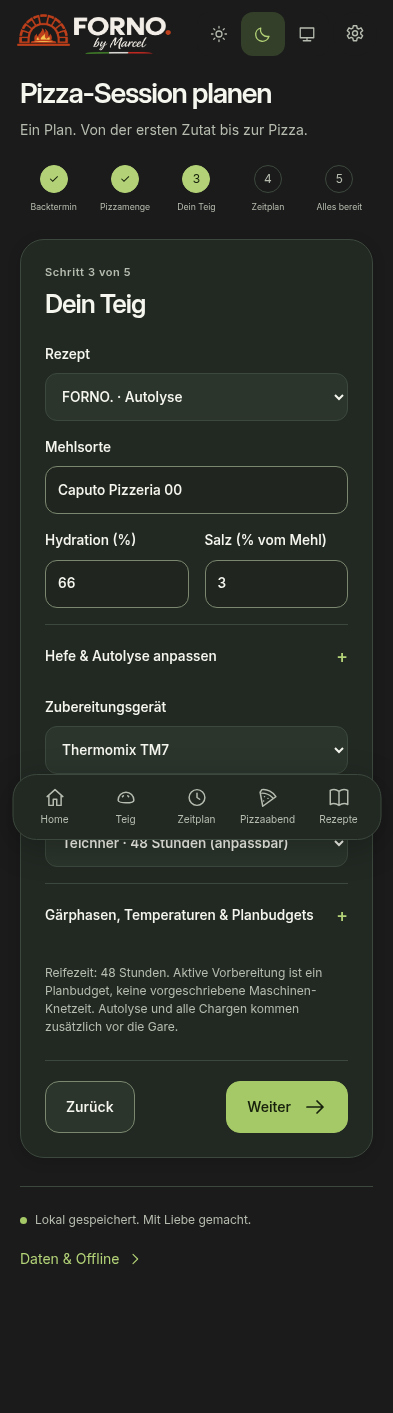 FORNO.
by Marcel
Pizza-Session planen
Ein Plan. Von der ersten Zutat bis zur Pizza.
3
4
5
Backtermin
Pizzamenge
Dein Teig
Zeitplan
Alles bereit
Schritt 3 von 5
Dein Teig
Rezept
FORNO. · Autolyse
Mehlsorte
Caputo Pizzeria 00
Hydration (%)
Salz (% vom Mehl)
66
3
Hefe & Autolyse anpassen
+
Zubereitungsgerät
Thermomix TM7
Home
Teig
Zeitplan
Pizzaabend
Rezepte
Teichner · 48 Stunden (anpassbar)
Gärphasen, Temperaturen & Planbudgets
+
Reifezeit: 48 Stunden. Aktive Vorbereitung ist ein
Planbudget, keine vorgeschriebene Maschinen-
Knetzeit. Autolyse und alle Chargen kommen
zusätzlich vor die Gare.
Zurück
Weiter
Lokal gespeichert. Mit Liebe gemacht.
Daten & Offline